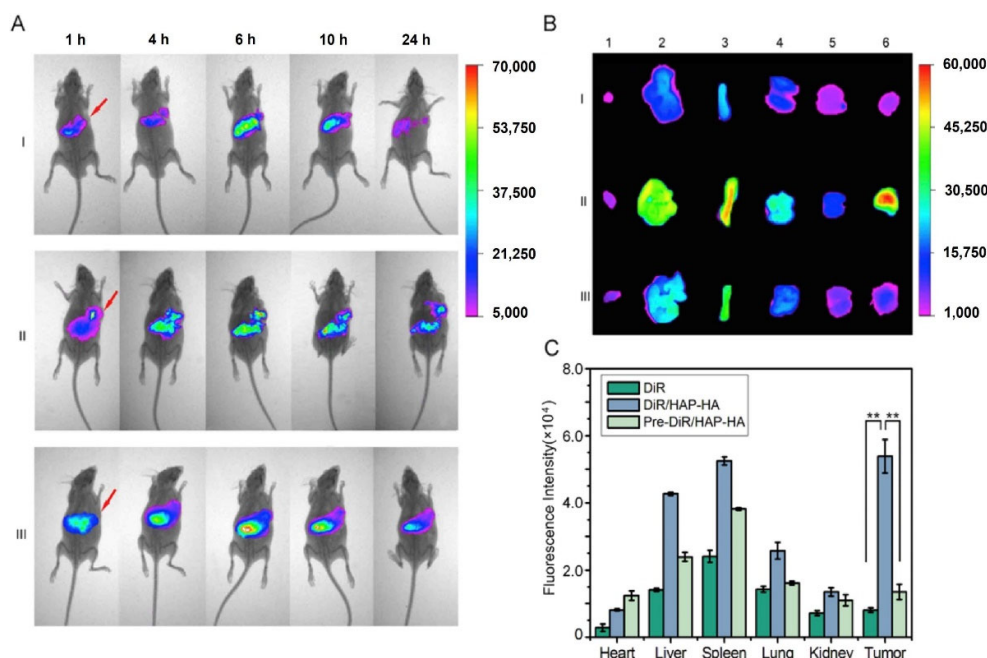 A
1 h 4 h 6 h 10 h 24 h
I
II
III
70,000
53,750
37,500
21,250
5,000
B
1 2 3 4 5 6
I
II
III
60,000
45,250
30,500
15,750
1,000
C
Fluorescence Intensity(×10⁴)
8.0
6.0
4.0
2.0
0
DiR
DiR/HAP-HA
Pre-DiR/HAP-HA
** **
Heart Liver Spleen Lung Kidney Tumor